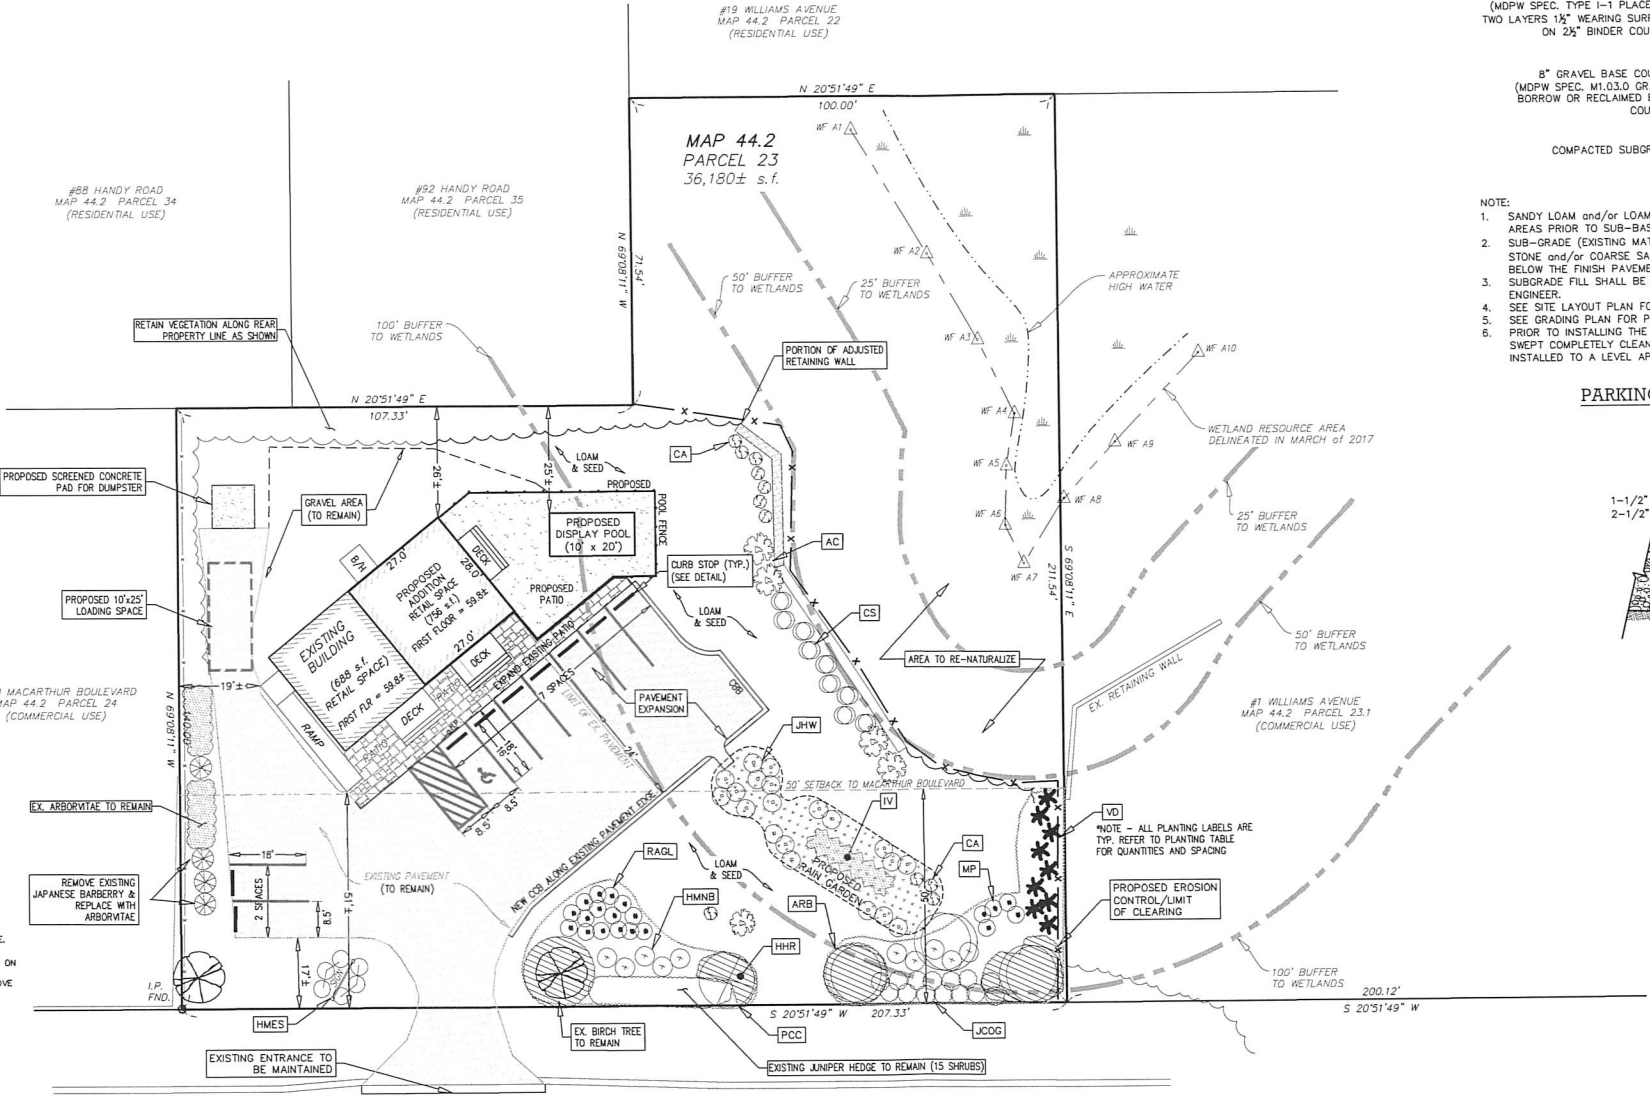 #19 WILLIAMS AVENUE
MAP 44.2 PARCEL 22
(RESIDENTIAL USE)
(MDPW SPEC. TYPE I-1
TWO LAYERS 1½" WEARING
ON 2½" BINDER
8" GRAVEL BASE
(MDPW SPEC. M1.03.0
BORROW OR RECLAIMED
COMPACTED
NOTE:
1. SANDY LOAM and/or LOAM
AREAS PRIOR TO
2. SUB-GRADE (EXISTING
STONE and/or COARSE
BELOW THE FINISH
3. SUBGRADE FILL SHALL BE
ENGINEER.
4. SEE SITE LAYOUT PLAN
5. SEE GRADING PLAN FOR
6. PRIOR TO INSTALLING THE
SWEPT COMPLETELY
INSTALLED TO A LEVEL
PARKING
1-1/2"
2-1/2"
N 20°51'49" E
100.00'
MAP 44.2
PARCEL 23
36,180± s.f.
#88 HANDY ROAD
MAP 44.2 PARCEL 34
(RESIDENTIAL USE)
#92 HANDY ROAD
MAP 44.2 PARCEL 35
(RESIDENTIAL USE)
N 69°08'11" W
71.54'
WF A1
WF A2
WF A3
WF A4
WF A5
WF A6
WF A7
WF A8
WF A9
WF A10
50' BUFFER
TO WETLANDS
25' BUFFER
TO WETLANDS
APPROXIMATE
HIGH WATER
100' BUFFER
TO WETLANDS
RETAIN VEGETATION ALONG REAR
PROPERTY LINE AS SHOWN
PORTION OF ADJUSTED
RETAINING WALL
WETLAND RESOURCE AREA
DELINEATED IN MARCH of 2017
N 20°51'49" E
107.33'
CA
LOAM
& SEED
26'±
25'±
PROPOSED
POOL FENCE
PROPOSED SCREENED CONCRETE
PAD FOR DUMPSTER
GRAVEL AREA
(TO REMAIN)
PROPOSED
DISPLAY POOL
(10' x 20')
B/H
27.0'
28.0'
DECK
PROPOSED
ADDITION
RETAIL SPACE
(756 s.f.)
FIRST FLOOR = 59.8±
27.0'
PROPOSED
PATIO
CURB STOP (TYP.)
(SEE DETAIL)
AC
25' BUFFER
TO WETLANDS
S 69°08'11" E
211.54'
PROPOSED 10'x25'
LOADING SPACE
EXISTING
BUILDING
(688 s.f.
RETAIL SPACE)
FIRST FLR = 59.8±
DECK
DECK
PATIO
PATIO
EXPAND EXISTING PATIO
7 SPACES
LIMIT OF EX. PAVEMENT
LOAM
& SEED
CS
AREA TO RE-NATURALIZE
50' BUFFER
TO WETLANDS
EX. RETAINING WALL
#1 WILLIAMS AVENUE
MAP 44.2 PARCEL 23.1
(COMMERCIAL USE)
MACARTHUR BOULEVARD
MAP 44.2 PARCEL 24
(COMMERCIAL USE)
N 69°08'11" W
140.00'
19'±
RAMP
PAVEMENT
EXPANSION
CCB
JHW
24'
8.5'
8.5'
50' SETBACK TO MACARTHUR BOULEVARD
IV
EX. ARBORVITAE TO REMAIN
18'
2 SPACES
8.5'
51'±
EXISTING PAVEMENT
(TO REMAIN)
NEW CCB ALONG EXISTING PAVEMENT EDGE
RAGL
LOAM
& SEED
PROPOSED
RAIN GARDEN
CA
MP
VD
*NOTE - ALL PLANTING LABELS ARE
TYP. REFER TO PLANTING TABLE
FOR QUANTITIES AND SPACING
REMOVE EXISTING
JAPANESE BARBERRY &
REPLACE WITH
ARBORVITAE
HMNB
ARB
HHR
PROPOSED EROSION
CONTROL/LIMIT
OF CLEARING
17'±
ON
I.P.
FND.
100' BUFFER
TO WETLANDS
200.12'
S 20°51'49" W
S 20°51'49" W 207.33'
HMES
EX. BIRCH TREE
TO REMAIN
PCC
JCOG
EXISTING ENTRANCE TO
BE MAINTAINED
EXISTING JUNIPER HEDGE TO REMAIN (15 SHRUBS)